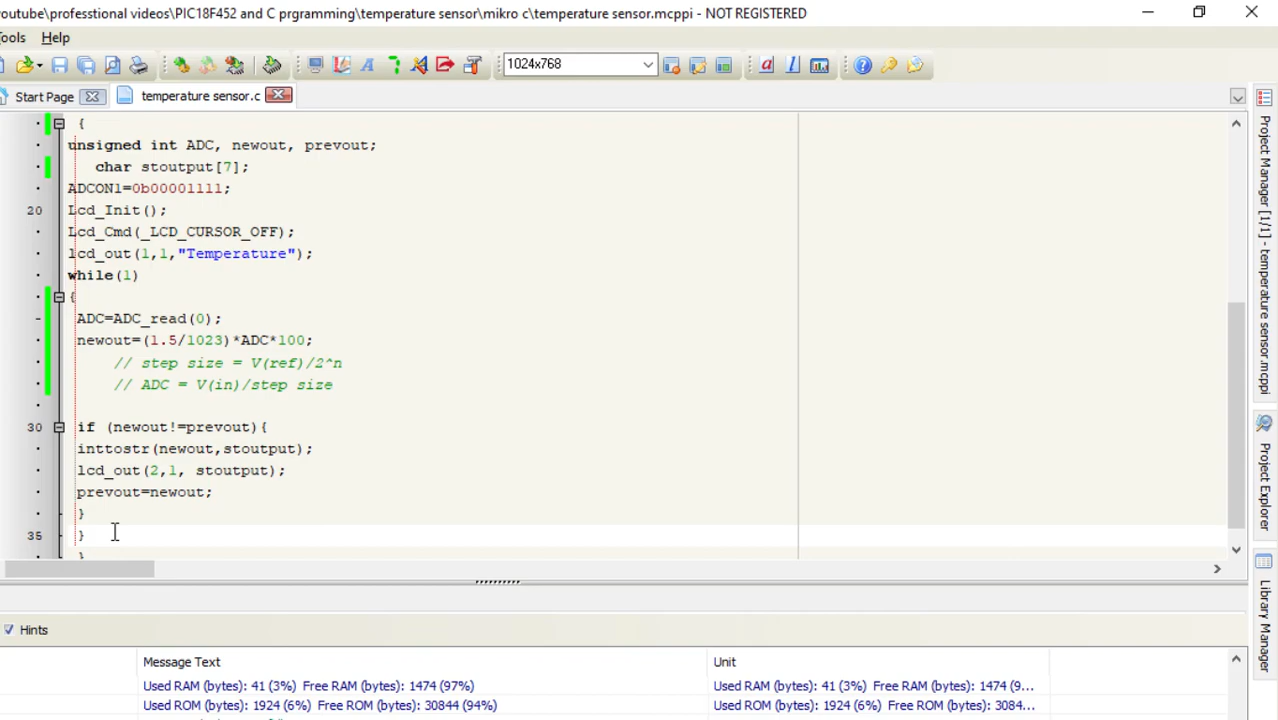 youtube\professtional videos\PIC18F452 and C prgramming\temperature sensor\mikro c\temperature sensor.mcppi - NOT REGISTERED
ools Help
1024x768
Start Page
temperature sensor.c
{
unsigned int ADC, newout, prevout;
char stoutput[7];
ADCON1=0b00001111;
20 Lcd_Init();
Lcd_Cmd(_LCD_CURSOR_OFF);
lcd_out(1,1,"Temperature");
while(1)
{
ADC=ADC_read(0);
newout=(1.5/1023)*ADC*100;
// step size = V(ref)/2^n
// ADC = V(in)/step size
30 if (newout!=prevout){
inttostr(newout,stoutput);
lcd_out(2,1, stoutput);
prevout=newout;
}
35 }
}
Project Manager [1/1] - temperature sensor.mcppi
Project Explorer
Library Manager
Hints
Message Text Unit
Used RAM (bytes): 41 (3%) Free RAM (bytes): 1474 (97%) Used RAM (bytes): 41 (3%) Free RAM (bytes): 1474 (9...
Used ROM (bytes): 1924 (6%) Free ROM (bytes): 30844 (94%) Used ROM (bytes): 1924 (6%) Free ROM (bytes): 3084...